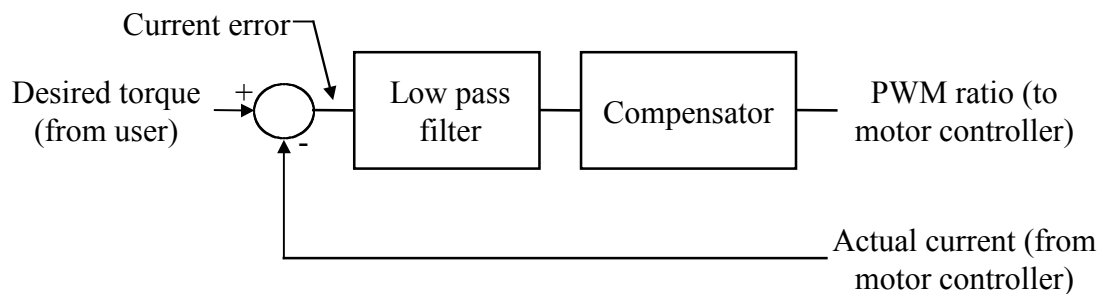 Current error
Desired torque
(from user)
+
-
Low pass
filter
Compensator
PWM ratio (to
motor controller)
Actual current (from
motor controller)